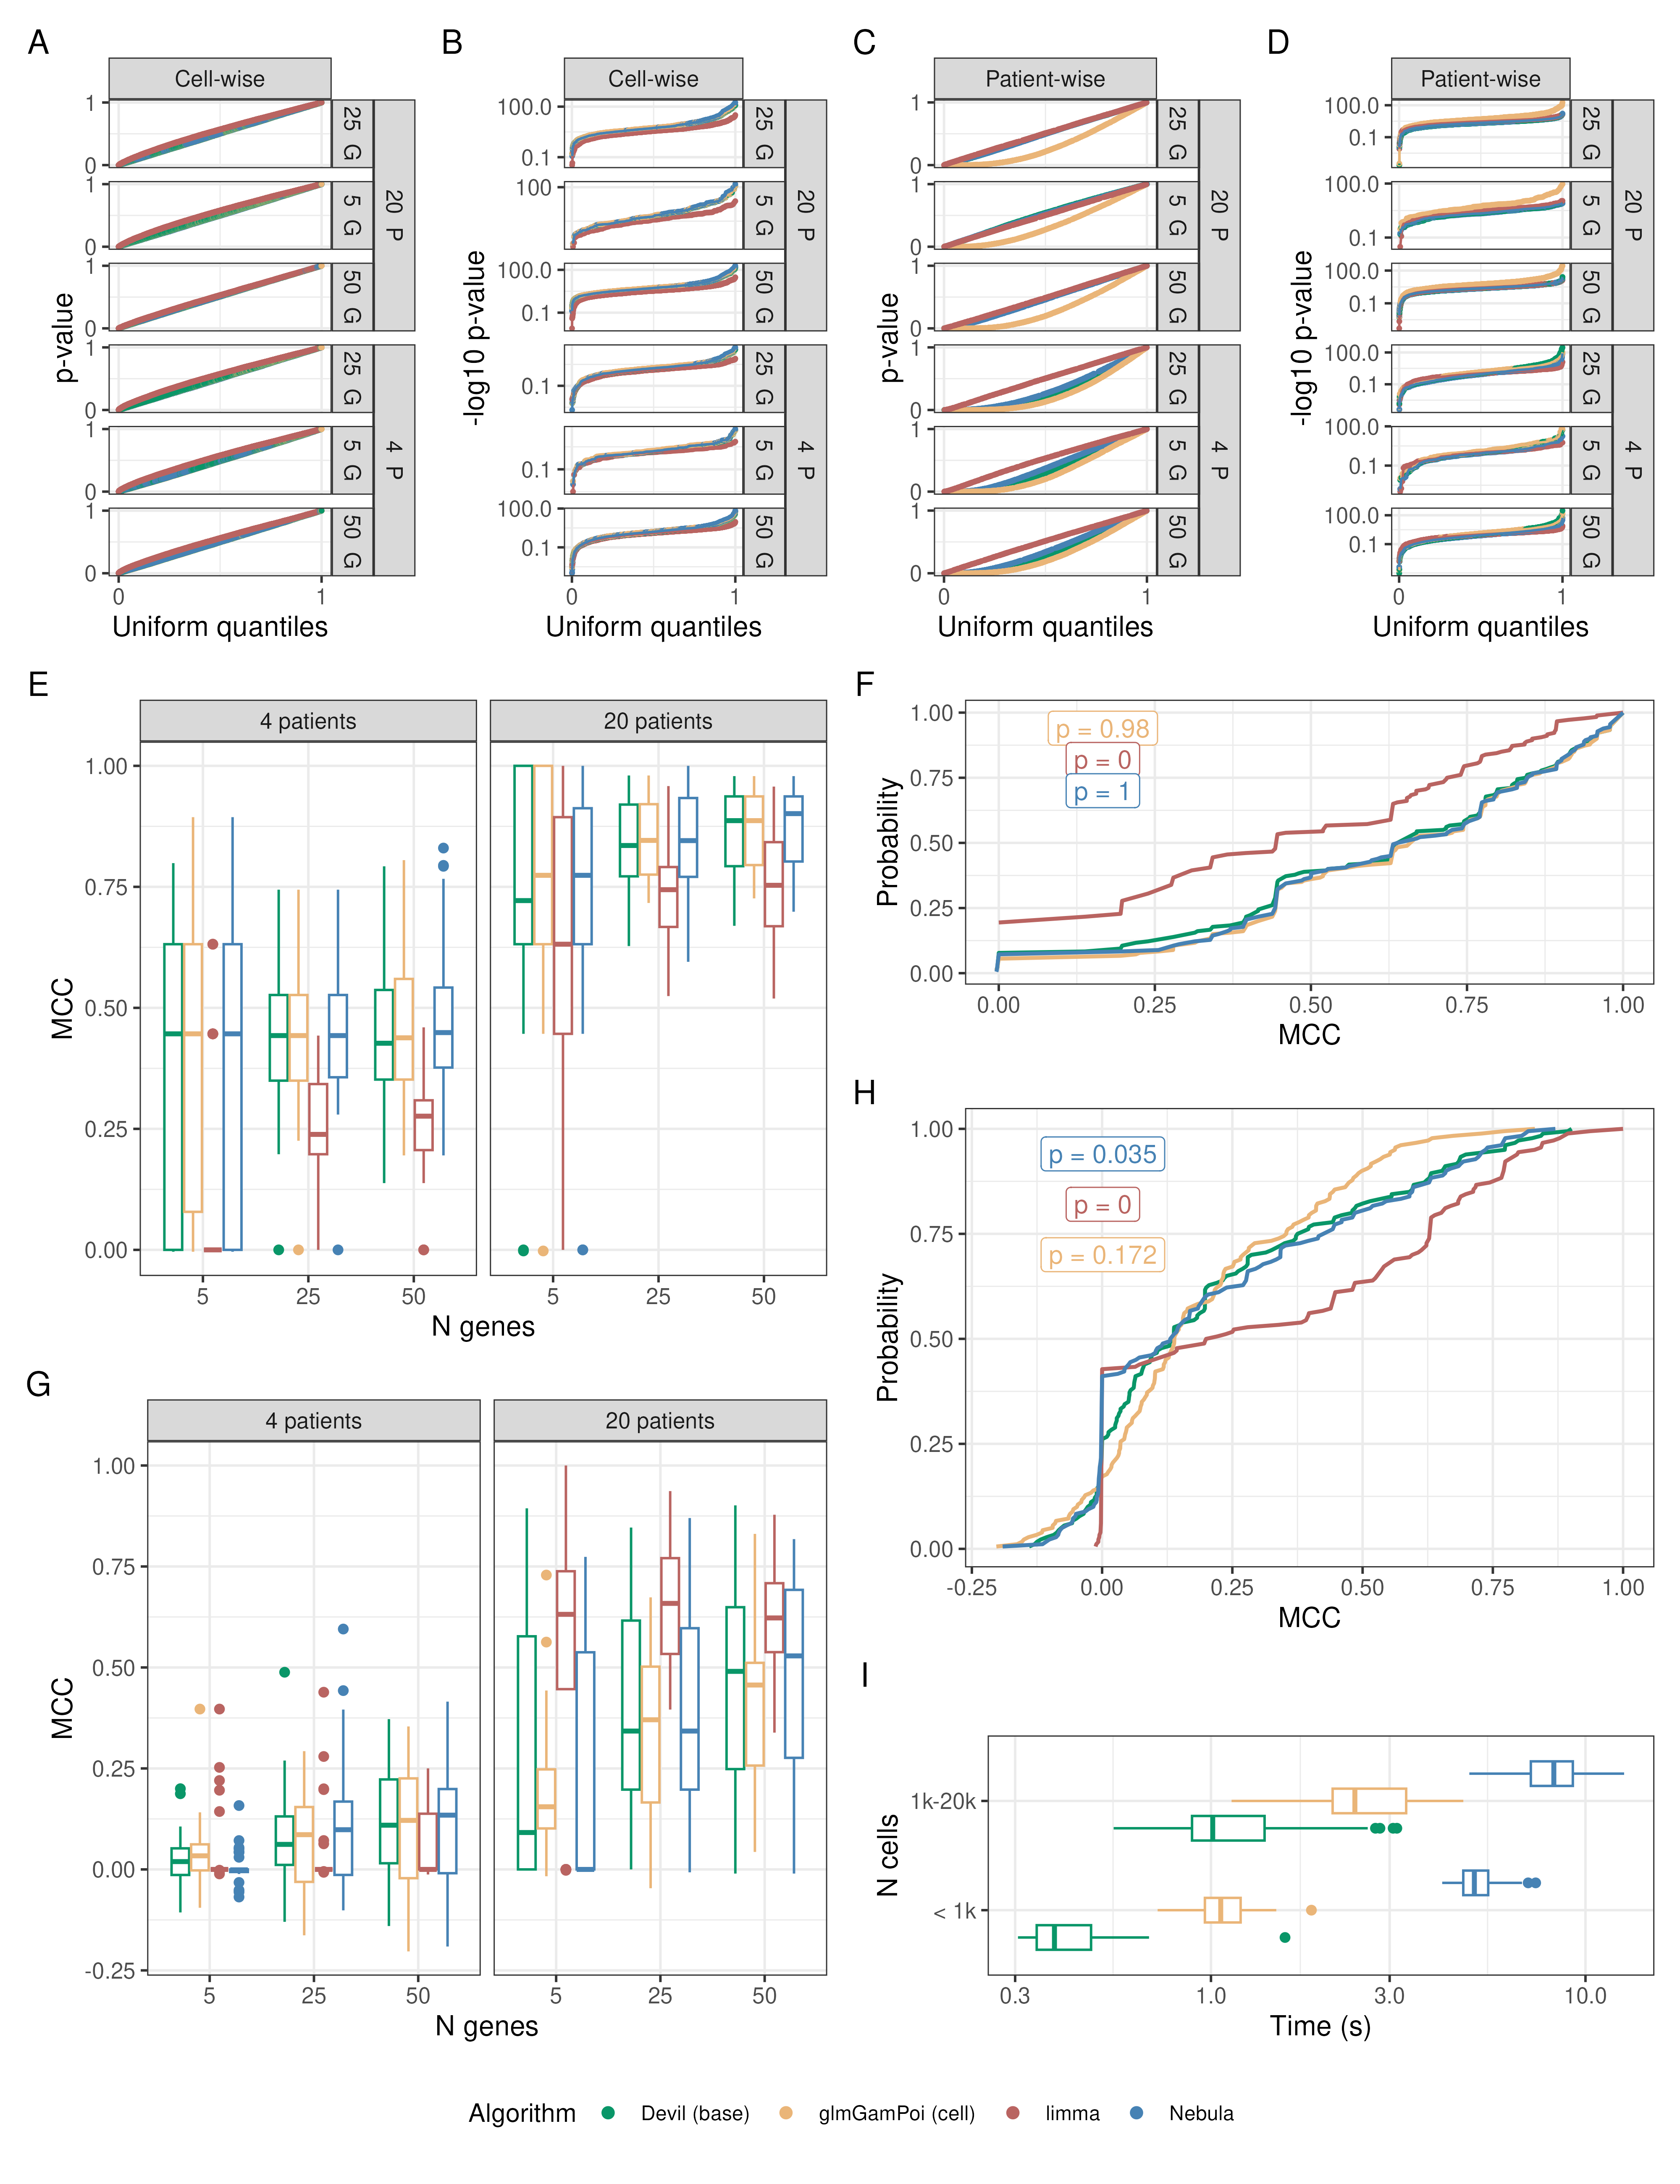 A
Cell-wise
p-value
1
0
25 G
1
0
5 G
1
0
50 G
20 P
1
0
25 G
1
0
5 G
1
0
50 G
4 P
0 1
Uniform quantiles
B
Cell-wise
-log10 p-value
100.0
0.1
25 G
100
5 G
100.0
0.1
50 G
20 P
0.1
25 G
0.1
5 G
100.0
0.1
50 G
4 P
0 1
Uniform quantiles
C
Patient-wise
p-value
1
0
25 G
1
0
5 G
1
0
50 G
20 P
1
0
25 G
1
0
5 G
1
0
50 G
4 P
0 1
Uniform quantiles
D
Patient-wise
-log10 p-value
100.0
0.1
25 G
100.0
0.1
5 G
100.0
0.1
50 G
20 P
100.0
0.1
25 G
100.0
0.1
5 G
100.0
0.1
50 G
4 P
0 1
Uniform quantiles
E
4 patients 20 patients
MCC
1.00
0.75
0.50
0.25
0.00
5 25 50 5 25 50
N genes
F
Probability
1.00
0.75
0.50
0.25
0.00
p = 0.98
p = 0
p = 1
0.00 0.25 0.50 0.75 1.00
MCC
G
4 patients 20 patients
MCC
1.00
0.75
0.50
0.25
0.00
-0.25
5 25 50 5 25 50
N genes
H
Probability
1.00
0.75
0.50
0.25
0.00
p = 0.035
p = 0
p = 0.172
-0.25 0.00 0.25 0.50 0.75 1.00
MCC
I
N cells
1k-20k
< 1k
0.3 1.0 3.0 10.0
Time (s)
Algorithm Devil (base) glmGamPoi (cell) limma Nebula